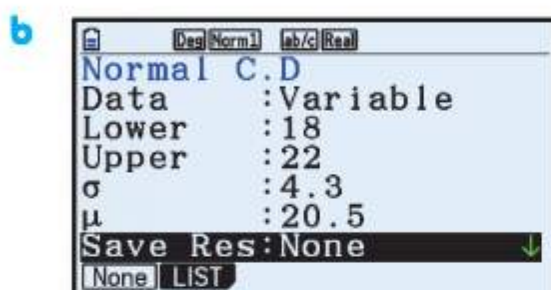 b
Deg Norm1 ab/c Real
Normal C.D
Data :Variable
Lower :18
Upper :22
σ :4.3
μ :20.5
Save Res:None ↓
None LIST